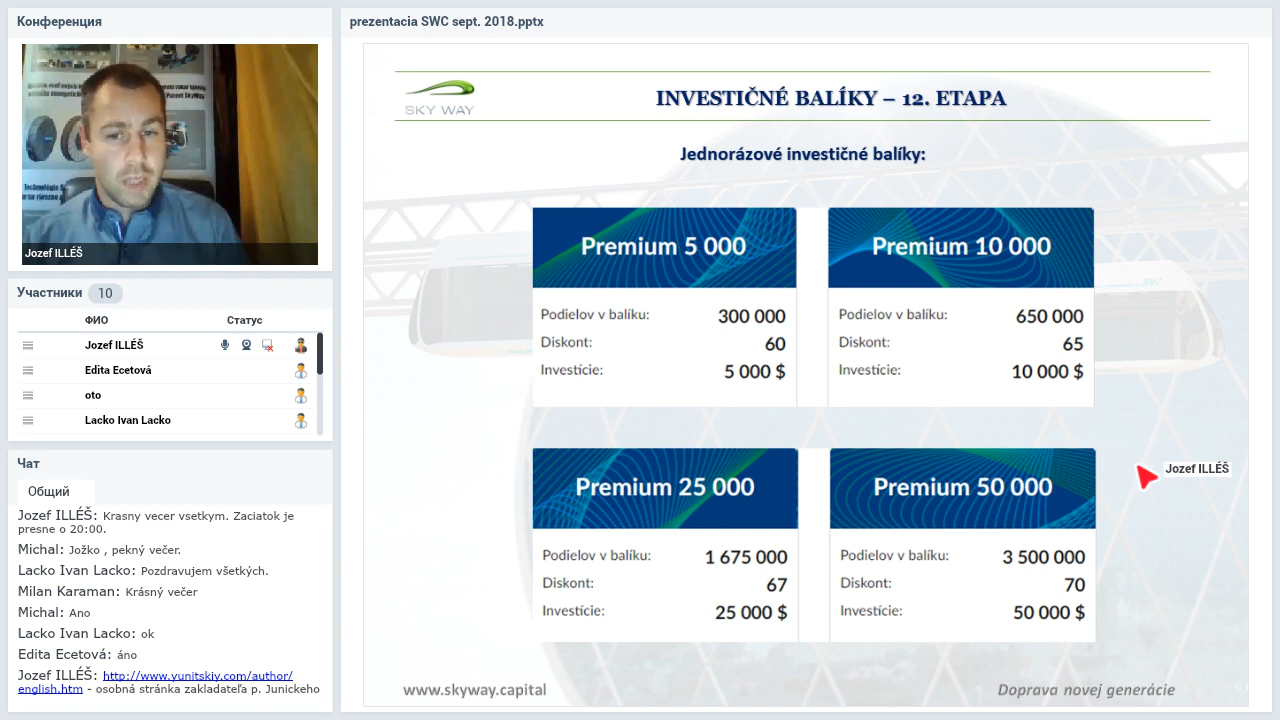 Конференция
Jozef ILLÉŠ
Участники 10
ФИО Статус
Jozef ILLÉŠ
Edita Ecetová
oto
Lacko Ivan Lacko
Чат
Общий
Jozef ILLÉŠ: Krasny vecer vsetkym. Zaciatok je
presne o 20:00.
Michal: Jožko , pekný večer.
Lacko Ivan Lacko: Pozdravujem všetkých.
Milan Karaman: Krásný večer
Michal: Ano
Lacko Ivan Lacko: ok
Edita Ecetová: áno
Jozef ILLÉŠ: http://www.yunitskiy.com/author/
english.htm - osobná stránka zakladateľa p. Junickeho
prezentacia SWC sept. 2018.pptx
SKY WAY
INVESTIČNÉ BALÍKY – 12. ETAPA
Jednorázové investičné balíky:
Premium 5 000
Podielov v balíku: 300 000
Diskont: 60
Investície: 5 000 $
Premium 10 000
Podielov v balíku: 650 000
Diskont: 65
Investície: 10 000 $
Premium 25 000
Podielov v balíku: 1 675 000
Diskont: 67
Investície: 25 000 $
Premium 50 000
Podielov v balíku: 3 500 000
Diskont: 70
Investície: 50 000 $
Jozef ILLÉŠ
www.skyway.capital
Doprava novej generácie